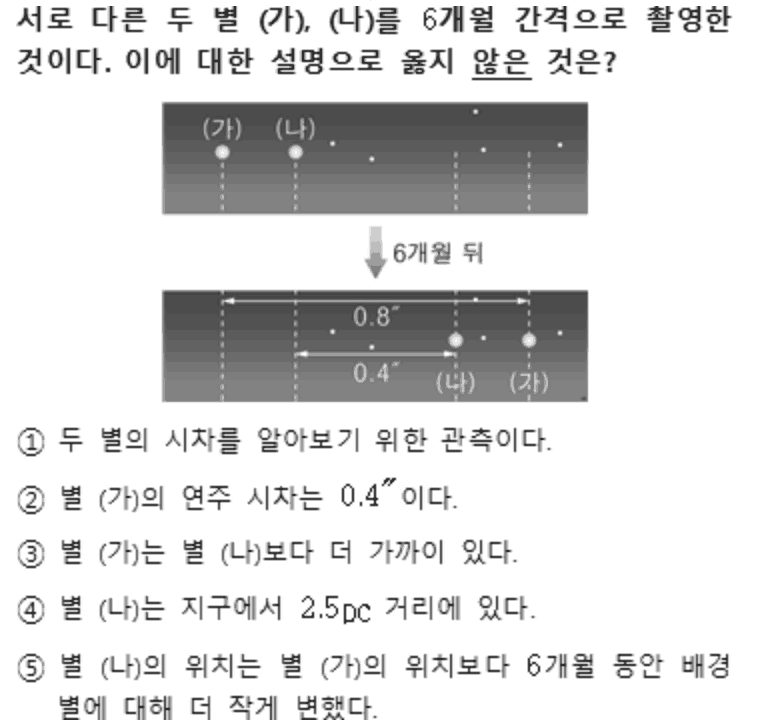 서로 다른 두 별 (가), (나)를 6개월 간격으로 촬영한
것이다. 이에 대한 설명으로 옳지 않은 것은?
(가) (나)
6개월 뒤
0.8″
0.4″
(나) (가)
① 두 별의 시차를 알아보기 위한 관측이다.
② 별 (가)의 연주 시차는 0.4″이다.
③ 별 (가)는 별 (나)보다 더 가까이 있다.
④ 별 (나)는 지구에서 2.5pc 거리에 있다.
⑤ 별 (나)의 위치는 별 (가)의 위치보다 6개월 동안 배경
별에 대해 더 작게 변했다.